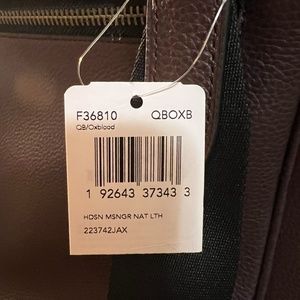 F36810 QBOXB
QB/Oxblood
1 92643 37343 3
HDSN MSNGR NAT LTH
223742JAX